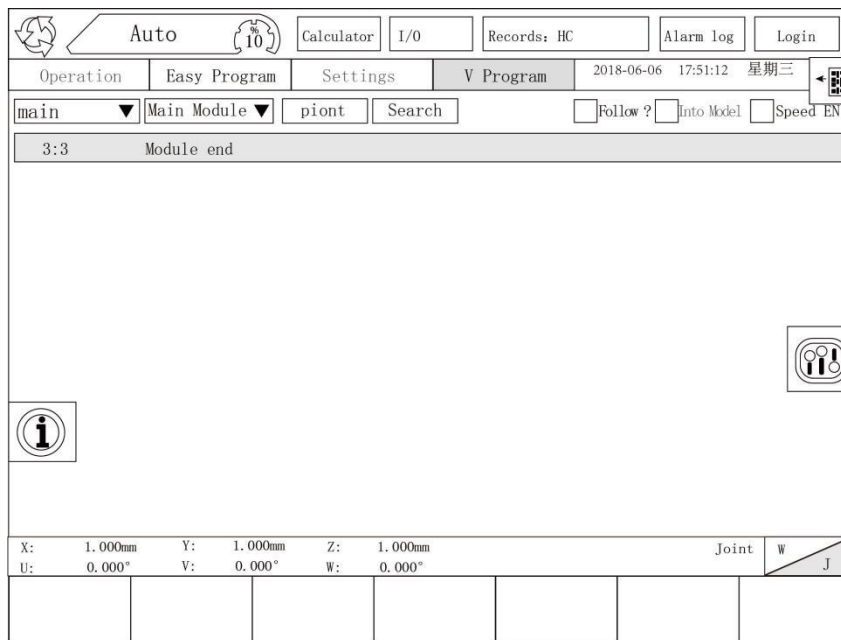 Auto % 10 Calculator I/O Records: HC Alarm log Login
Operation Easy Program Settings V Program 2018-06-06 17:51:12 星期三
main Main Module piont Search Follow ? Into Model Speed EN
3:3 Module end
i
X: 1.000mm Y: 1.000mm Z: 1.000mm Joint W
U: 0.000° V: 0.000° W: 0.000° J